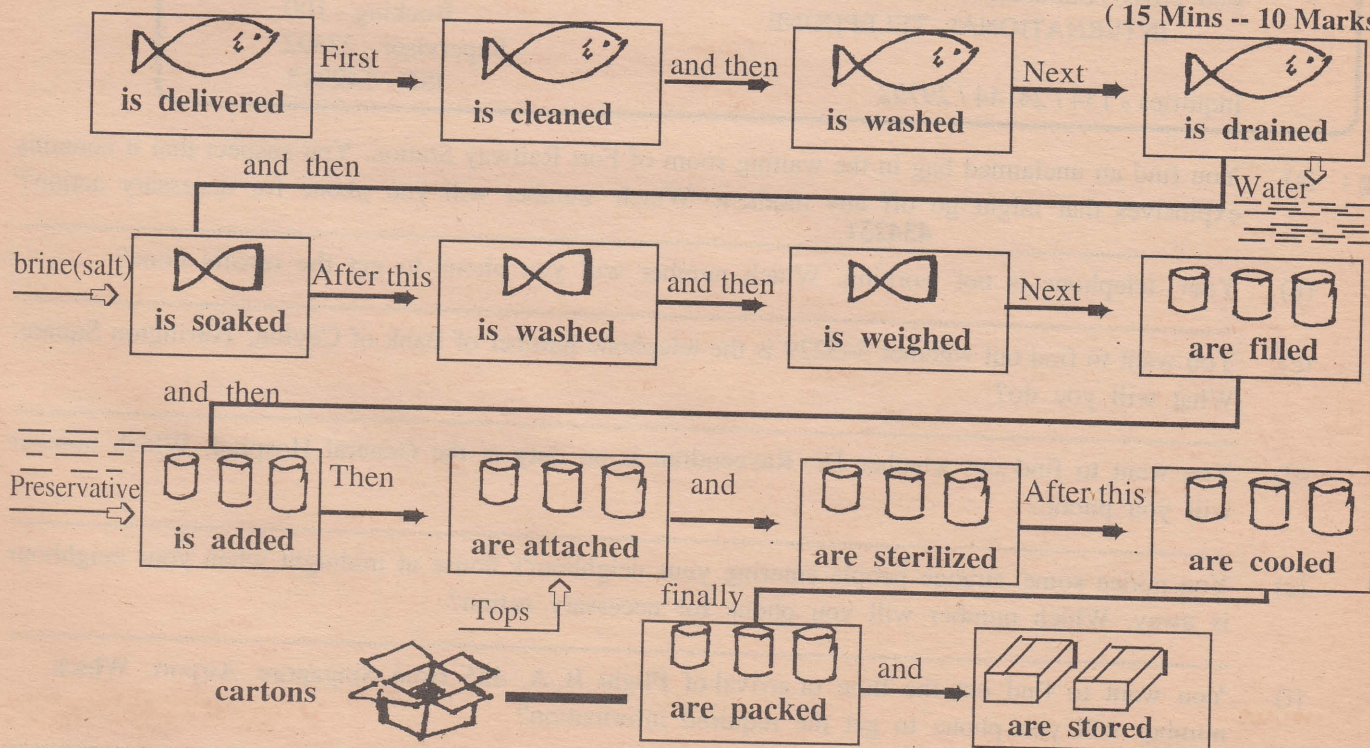 ( 15 Mins -- 10 Marks
First
and then
Next
is delivered
is cleaned
is washed
is drained
and then
Water
brine(salt)
After this
and then
Next
is soaked
is washed
is weighed
are filled
and then
Preservative
Then
and
After this
is added
are attached
are sterilized
are cooled
Tops
finally
cartons
and
are packed
are stored